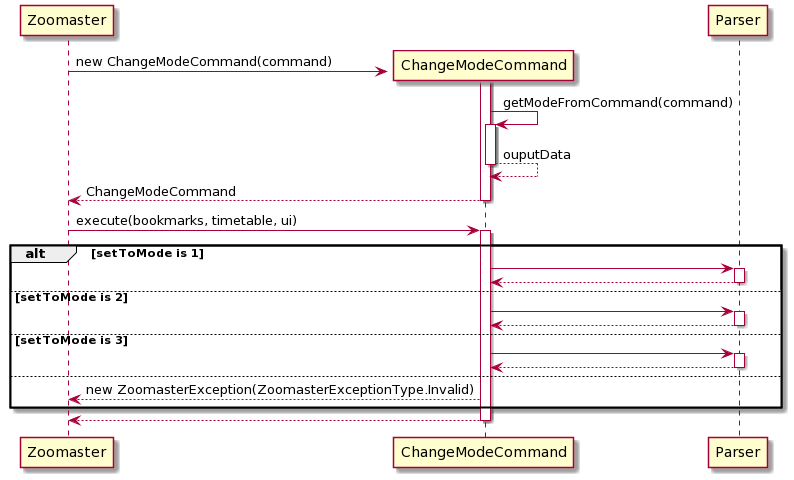 Zoomaster
Parser
ChangeModeCommand
new ChangeModeCommand(command)
getModeFromCommand(command)
ouputData
ChangeModeCommand
execute(bookmarks, timetable, ui)
alt [setToMode is 1]
[setToMode is 2]
[setToMode is 3]
new ZoomasterException(ZoomasterExceptionType.Invalid)
Zoomaster ChangeModeCommand Parser